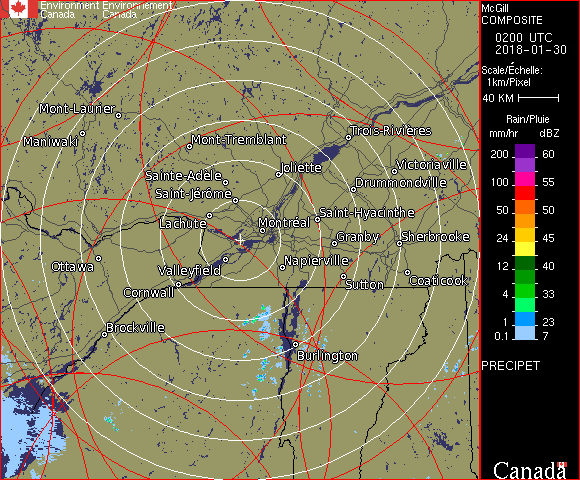 Environment Environnement
Canada Canada
McGill
COMPOSITE
0200 UTC
2018-01-30
Scale/Échelle:
1km/Pixel
40 KM
Rain/Pluie
mm/hr dBZ
200 60
100 55
50 50
24 45
12 40
4 33
1 23
0.1 7
PRECIPET
Mont-Laurier
Maniwaki
Mont-Tremblant
Trois-Rivières
Joliette
Victoriaville
Sainte-Adèle
Drummondville
Saint-Jérôme
Saint-Hyacinthe
Lachute
Montréal
Granby
Sherbrooke
Ottawa
Valleyfield
Napierville
Sutton
Coaticook
Cornwall
Brockville
Burlington
Canada